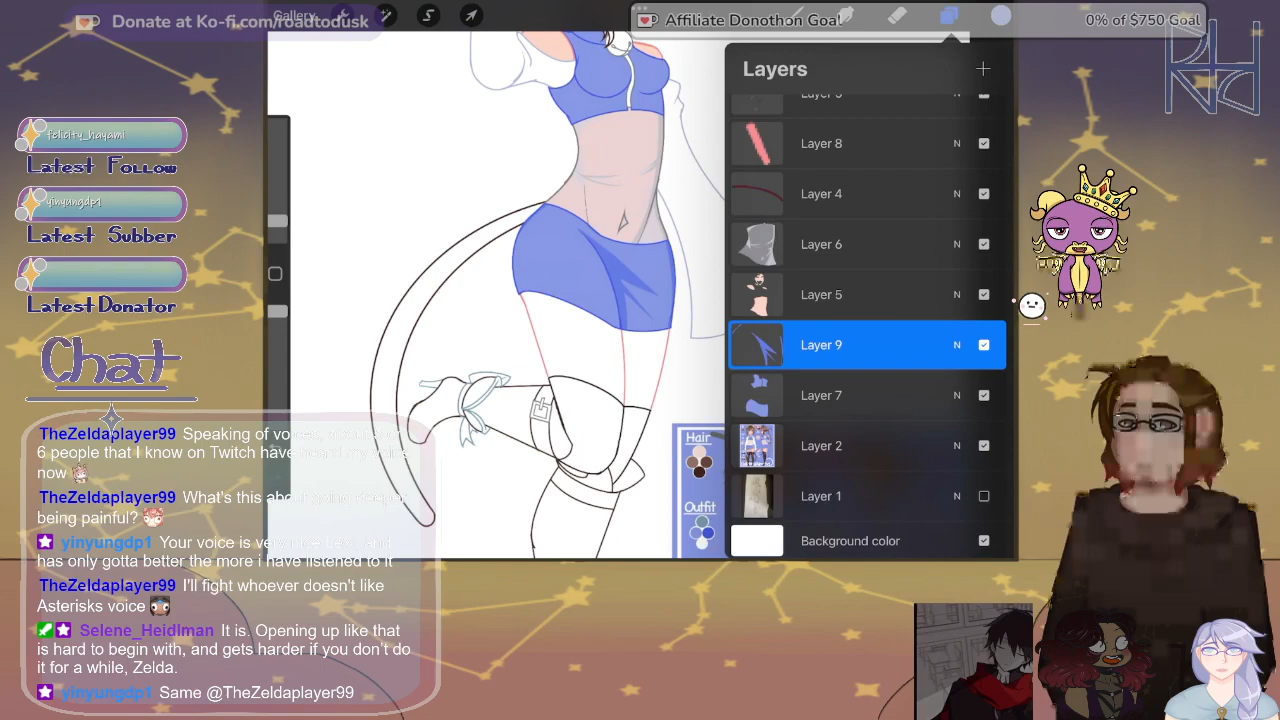 Donate at Ko-fi.com/roadtodusk
Gallery
Affiliate Donothon Goal
0% of $750 Goal
Layers
Layer 8
N
Layer 4
N
Layer 6
N
Layer 5
N
Layer 9
N
Layer 7
N
Layer 2
N
Layer 1
N
Background color
felicity_hayami
Latest Follow
yinyungdp1
Latest Subber
Latest Donator
Chat
TheZeldaplayer99 Speaking of
6 people that I know on Twitch have heard my
now
TheZeldaplayer99 What's this about going deeper
being painful?
yinyungdp1 Your voice is
has only gotta better the more i have listened to it
TheZeldaplayer99 I'll fight whoever doesn't like
Asterisks voice
Selene_Heidlman It is. Opening up like that
is hard to begin with, and gets harder if you don't do
it for a while, Zelda.
yinyungdp1 Same @TheZeldaplayer99
Hair
Outfit